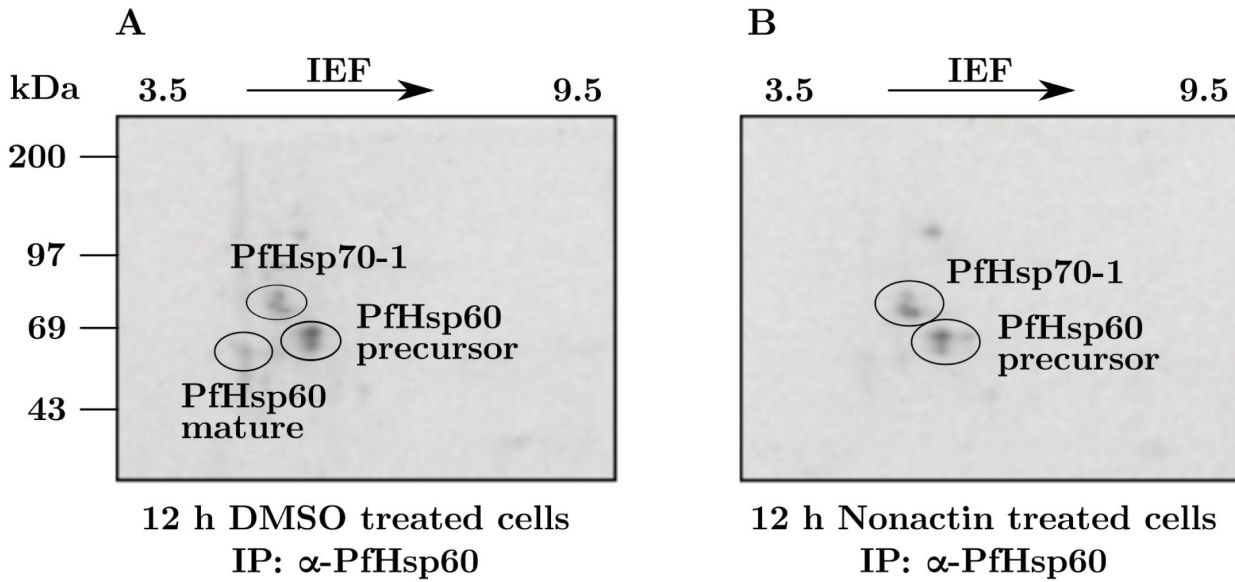 A
B
IEF
IEF
kDa
3.5
9.5
3.5
9.5
200
97
PfHsp70-1
PfHsp70-1
69
PfHsp60
precursor
PfHsp60
precursor
PfHsp60
mature
43
12 h DMSO treated cells
IP: α-PfHsp60
12 h Nonactin treated cells
IP: α-PfHsp60